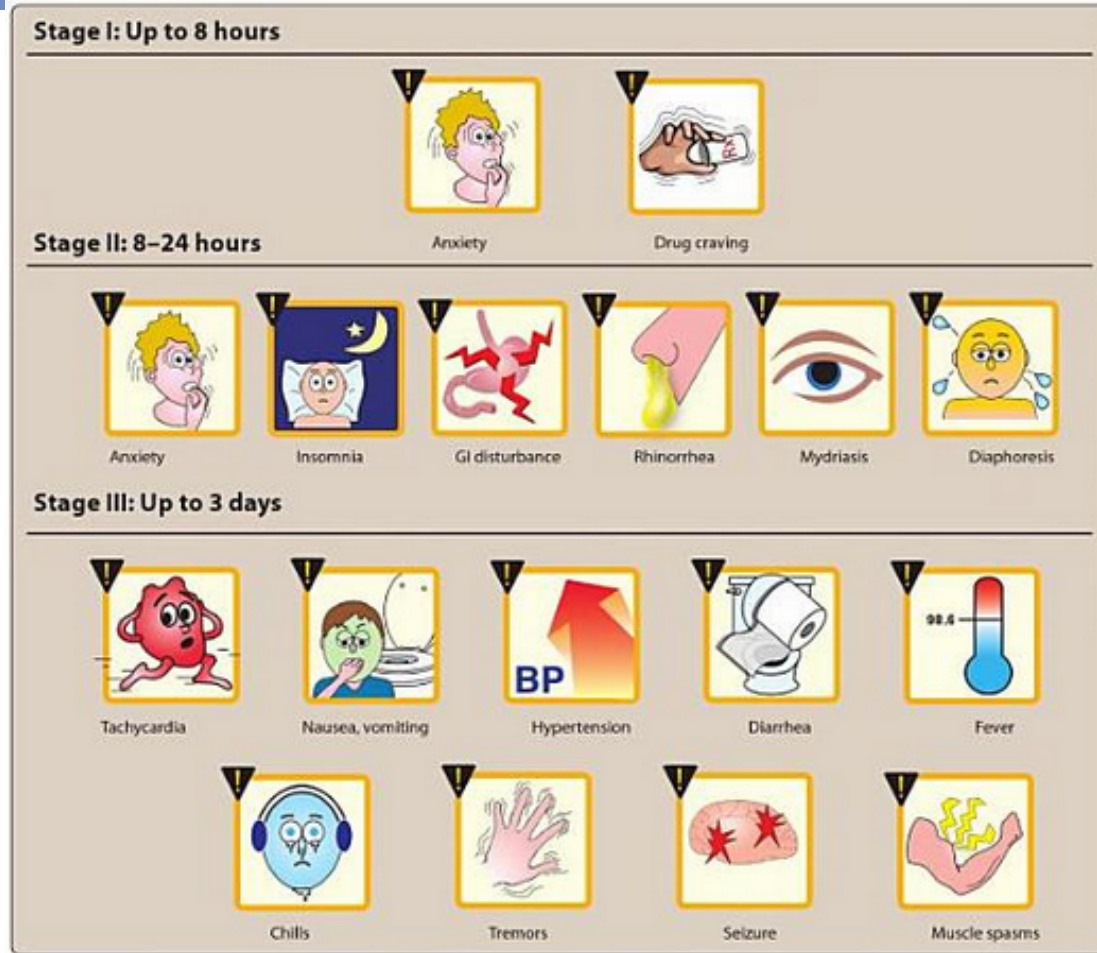 Stage I: Up to 8 hours
Rx
Anxiety Drug craving
Stage II: 8–24 hours
Anxiety Insomnia GI disturbance Rhinorrhea Mydriasis Diaphoresis
Stage III: Up to 3 days
98.6
BP
Tachycardia Nausea, vomiting Hypertension Diarrhea Fever
Chills Tremors Seizure Muscle spasms